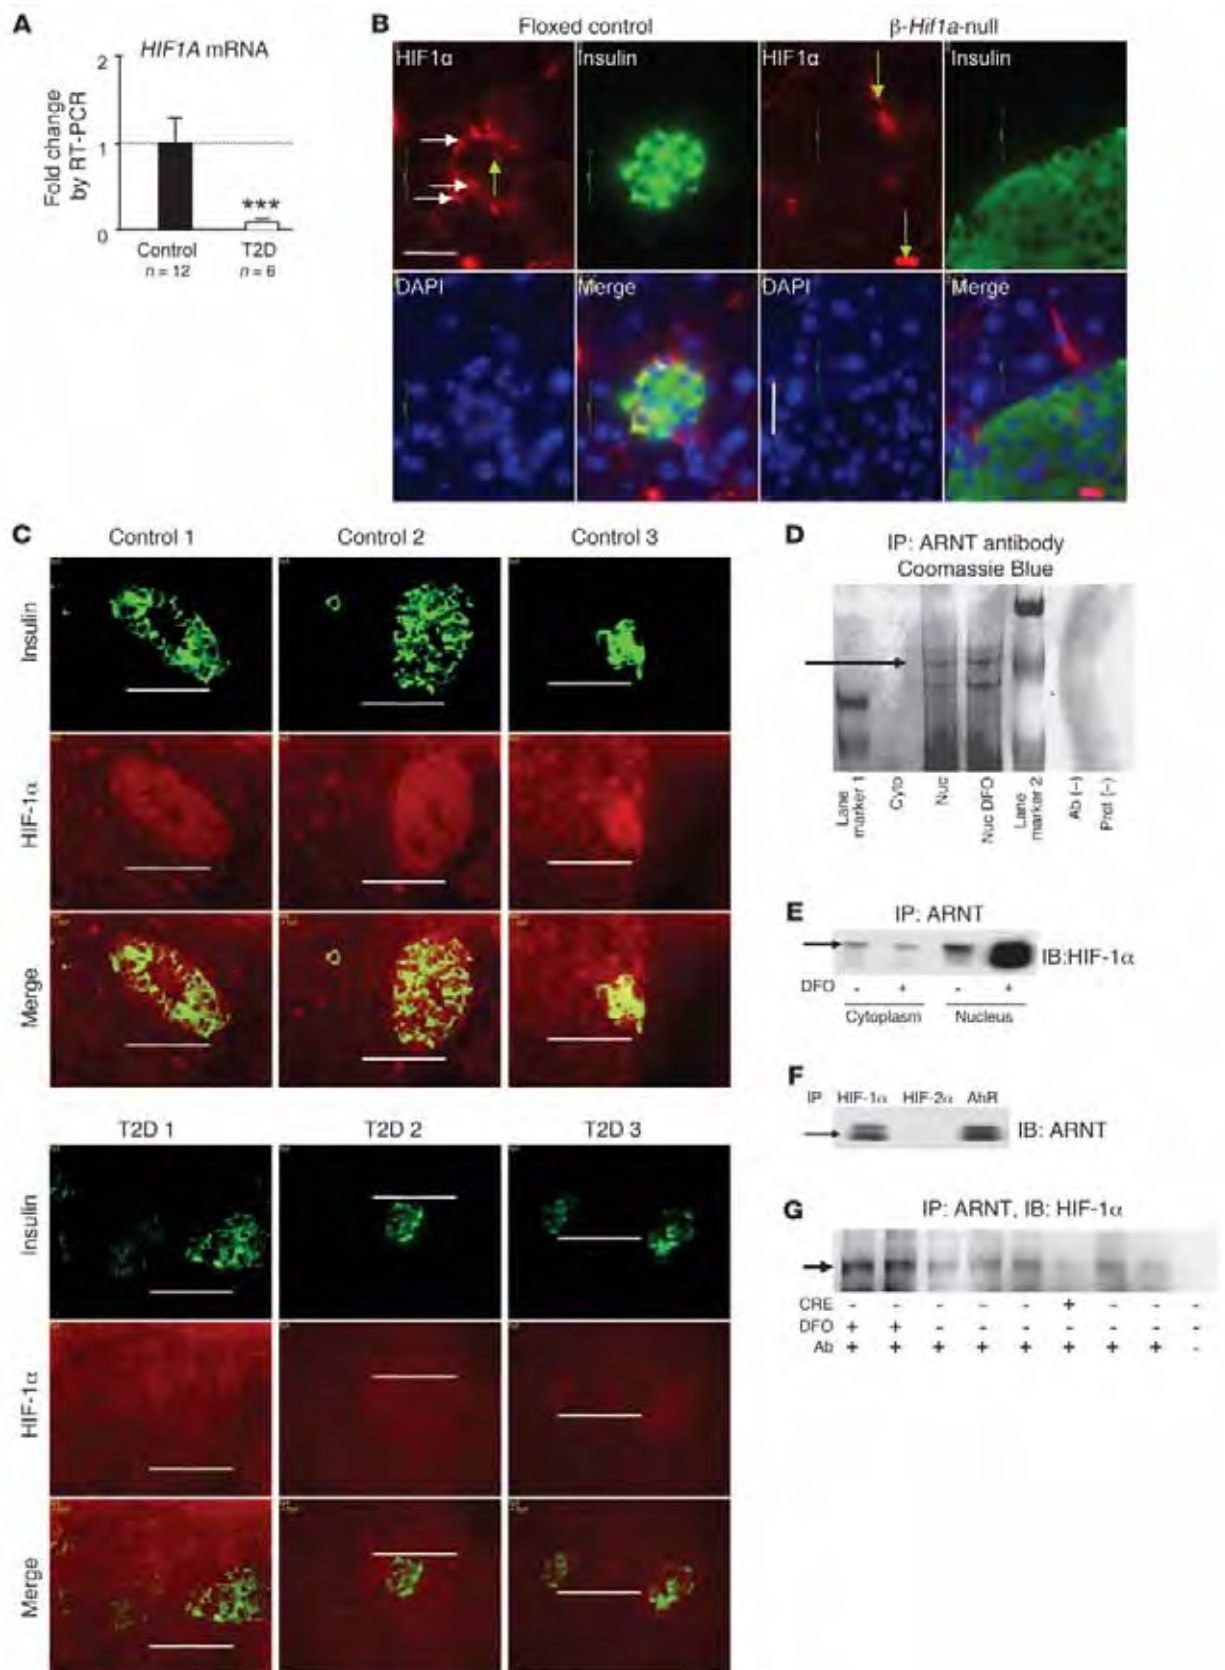 A
HIF1A mRNA
2
1
0
Fold change
by RT-PCR
Control
n = 12
***
T2D
n = 6
B
Floxed control
β-Hif1a-null
HIF1α
Insulin
HIF1α
Insulin
DAPI
Merge
DAPI
Merge
C
Control 1
Control 2
Control 3
Insulin
HIF-1α
Merge
T2D 1
T2D 2
T2D 3
Insulin
HIF-1α
Merge
D
IP: ARNT antibody
Coomassie Blue
Lane
marker 1
Cyto
Nuc
Nuc DFO
Lane
marker 2
Ab (–)
Prot (–)
E
IP: ARNT
IB:HIF-1α
DFO - + - +
Cytoplasm Nucleus
F
IP HIF-1α HIF-2α AhR
IB: ARNT
G
IP: ARNT, IB: HIF-1α
CRE - - - - - + - - -
DFO + + - - - - - - -
Ab + + + + + + + + -